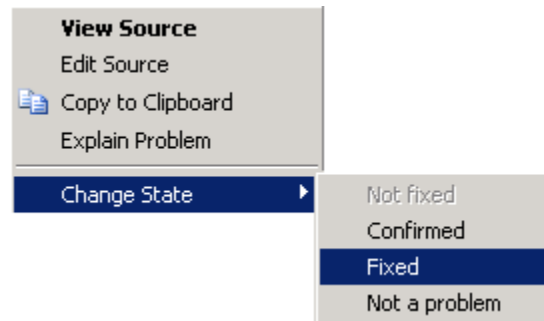 View Source
Edit Source
Copy to Clipboard
Explain Problem
Change State
Not fixed
Confirmed
Fixed
Not a problem